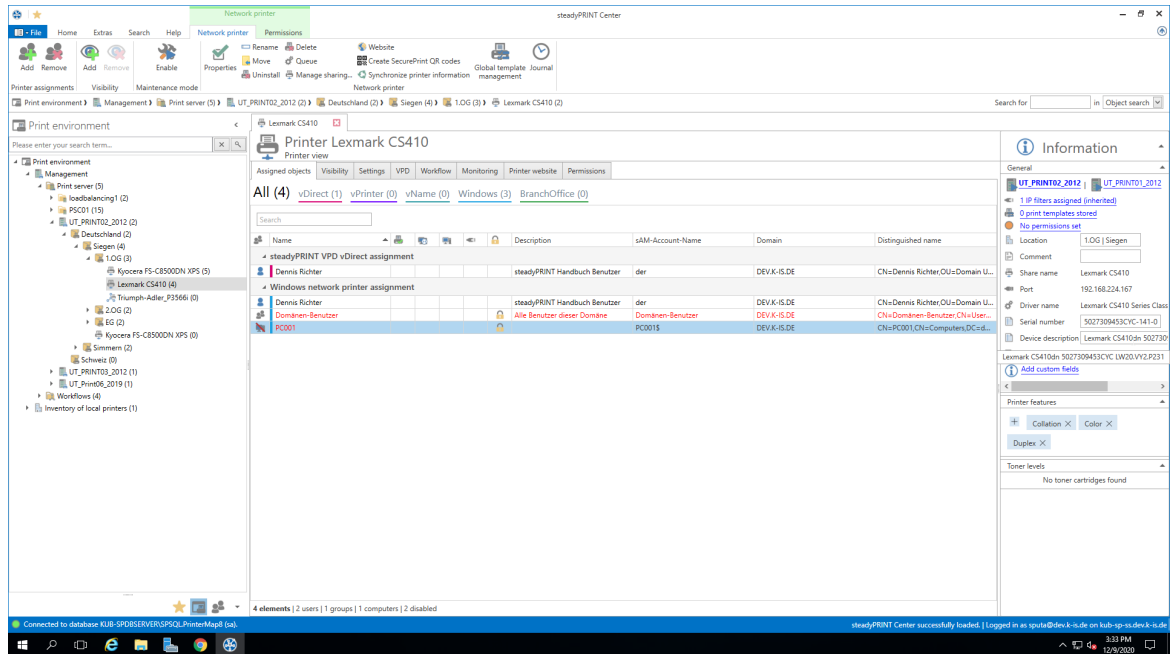 Network printer
steadyPRINT Center
File Home Extras Search Help Network printer Permissions
Add Remove Add Remove Enable Properties
Rename Delete Website
Move Queue Create SecurePrint QR codes
Uninstall Manage sharing... Synchronize printer information
Global template management Journal
Printer assignments Visibility Maintenance mode Network printer
Print environment Management Print server (5) UT_PRINT02_2012 (2) Deutschland (2) Siegen (4) 1.OG (3) Lexmark CS410 (2)
Search for in Object search
Print environment
Please enter your search term...
Print environment
Management
Print server (5)
loadbalancing1 (2)
PSC01 (15)
UT_PRINT02_2012 (2)
Deutschland (2)
Siegen (4)
1.OG (3)
Kyocera FS-C8500DN XPS (5)
Lexmark CS410 (4)
Triumph-Adler_P3566i (0)
2.OG (2)
EG (2)
Kyocera FS-C8500DN XPS (0)
Simmern (2)
Schweiz (0)
UT_PRINT03_2012 (1)
UT_Print06_2019 (1)
Workflows (4)
Inventory of local printers (1)
Lexmark CS410
Printer Lexmark CS410
Printer view
Assigned objects Visibility Settings VPD Workflow Monitoring Printer website Permissions
All (4) vDirect (1) vPrinter (0) vName (0) Windows (3) BranchOffice (0)
Search
Name Description sAM-Account-Name Domain Distinguished name
steadyPRINT VPD vDirect assignment
Dennis Richter steadyPRINT Handbuch Benutzer der DEV.K-IS.DE CN=Dennis Richter,OU=Domain U...
Windows network printer assignment
Dennis Richter steadyPRINT Handbuch Benutzer der DEV.K-IS.DE CN=Dennis Richter,OU=Domain U...
Domänen-Benutzer Alle Benutzer dieser Domäne Domänen-Benutzer DEV.K-IS.DE CN=Domänen-Benutzer,CN=User...
PC001 PC001$ DEV.K-IS.DE CN=PC001,CN=Computers,DC=d...
4 elements | 2 users | 1 groups | 1 computers | 2 disabled
Information
General
UT_PRINT02_2012 | UT_PRINT01_2012
1 IP filters assigned (inherited)
0 print templates stored
No permissions set
Location 1.OG | Siegen
Comment
Share name Lexmark CS410
Port 192.168.224.167
Driver name Lexmark CS410 Series Class
Serial number 5027309453CYC-141-0
Device description Lexmark CS410dn 502730
Lexmark CS410dn 5027309453CYC LW20.VY2.P231
Add custom fields
Printer features
Collation Color
Duplex
Toner levels
No toner cartridges found
Connected to database KUB-SPDBSERVER\SPSQL.PrinterMap8 (sa).
steadyPRINT Center successfully loaded. | Logged in as sputa@dev.k-is.de on kub-sp-ss.dev.k-is.de
3:33 PM
12/9/2020